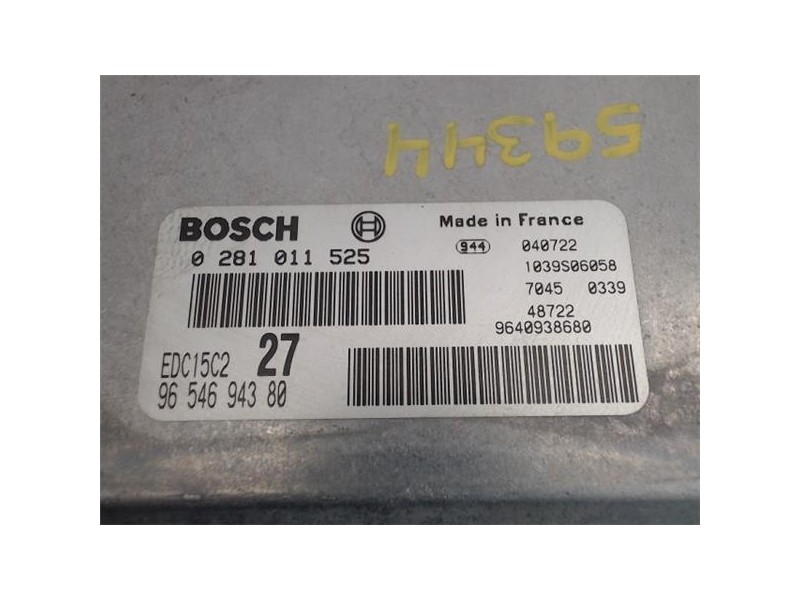 59344
BOSCH
Made in France
0 281 011 525
944 040722
1039S06058
7045 0339
48722
9640938680
EDC15C2 27
96 546 943 80